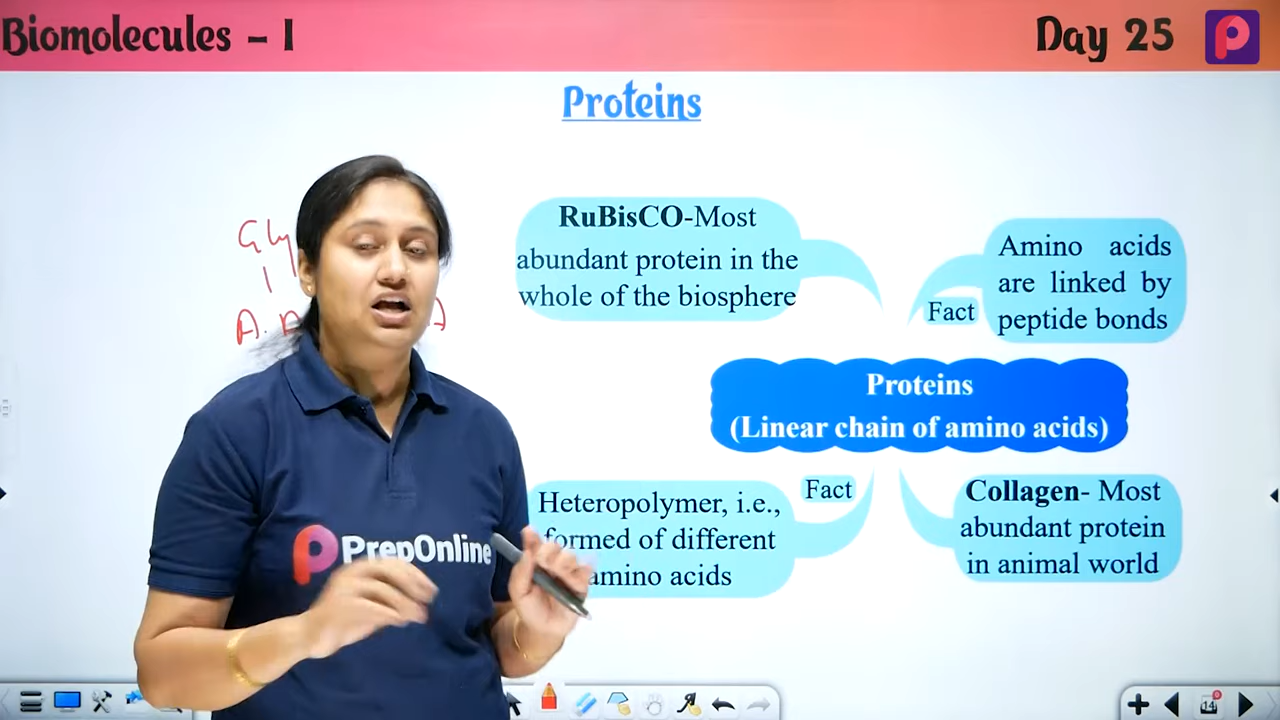 Biomolecules – I
Day 25
Proteins
RuBisCO-Most
abundant protein in the
whole of the biosphere
Amino acids
are linked by
peptide bonds
Fact
Proteins
(Linear chain of amino acids)
Fact
Heteropolymer, i.e.,
formed of different
amino acids
Collagen- Most
abundant protein
in animal world
Gly
A.
PrepOnline
14